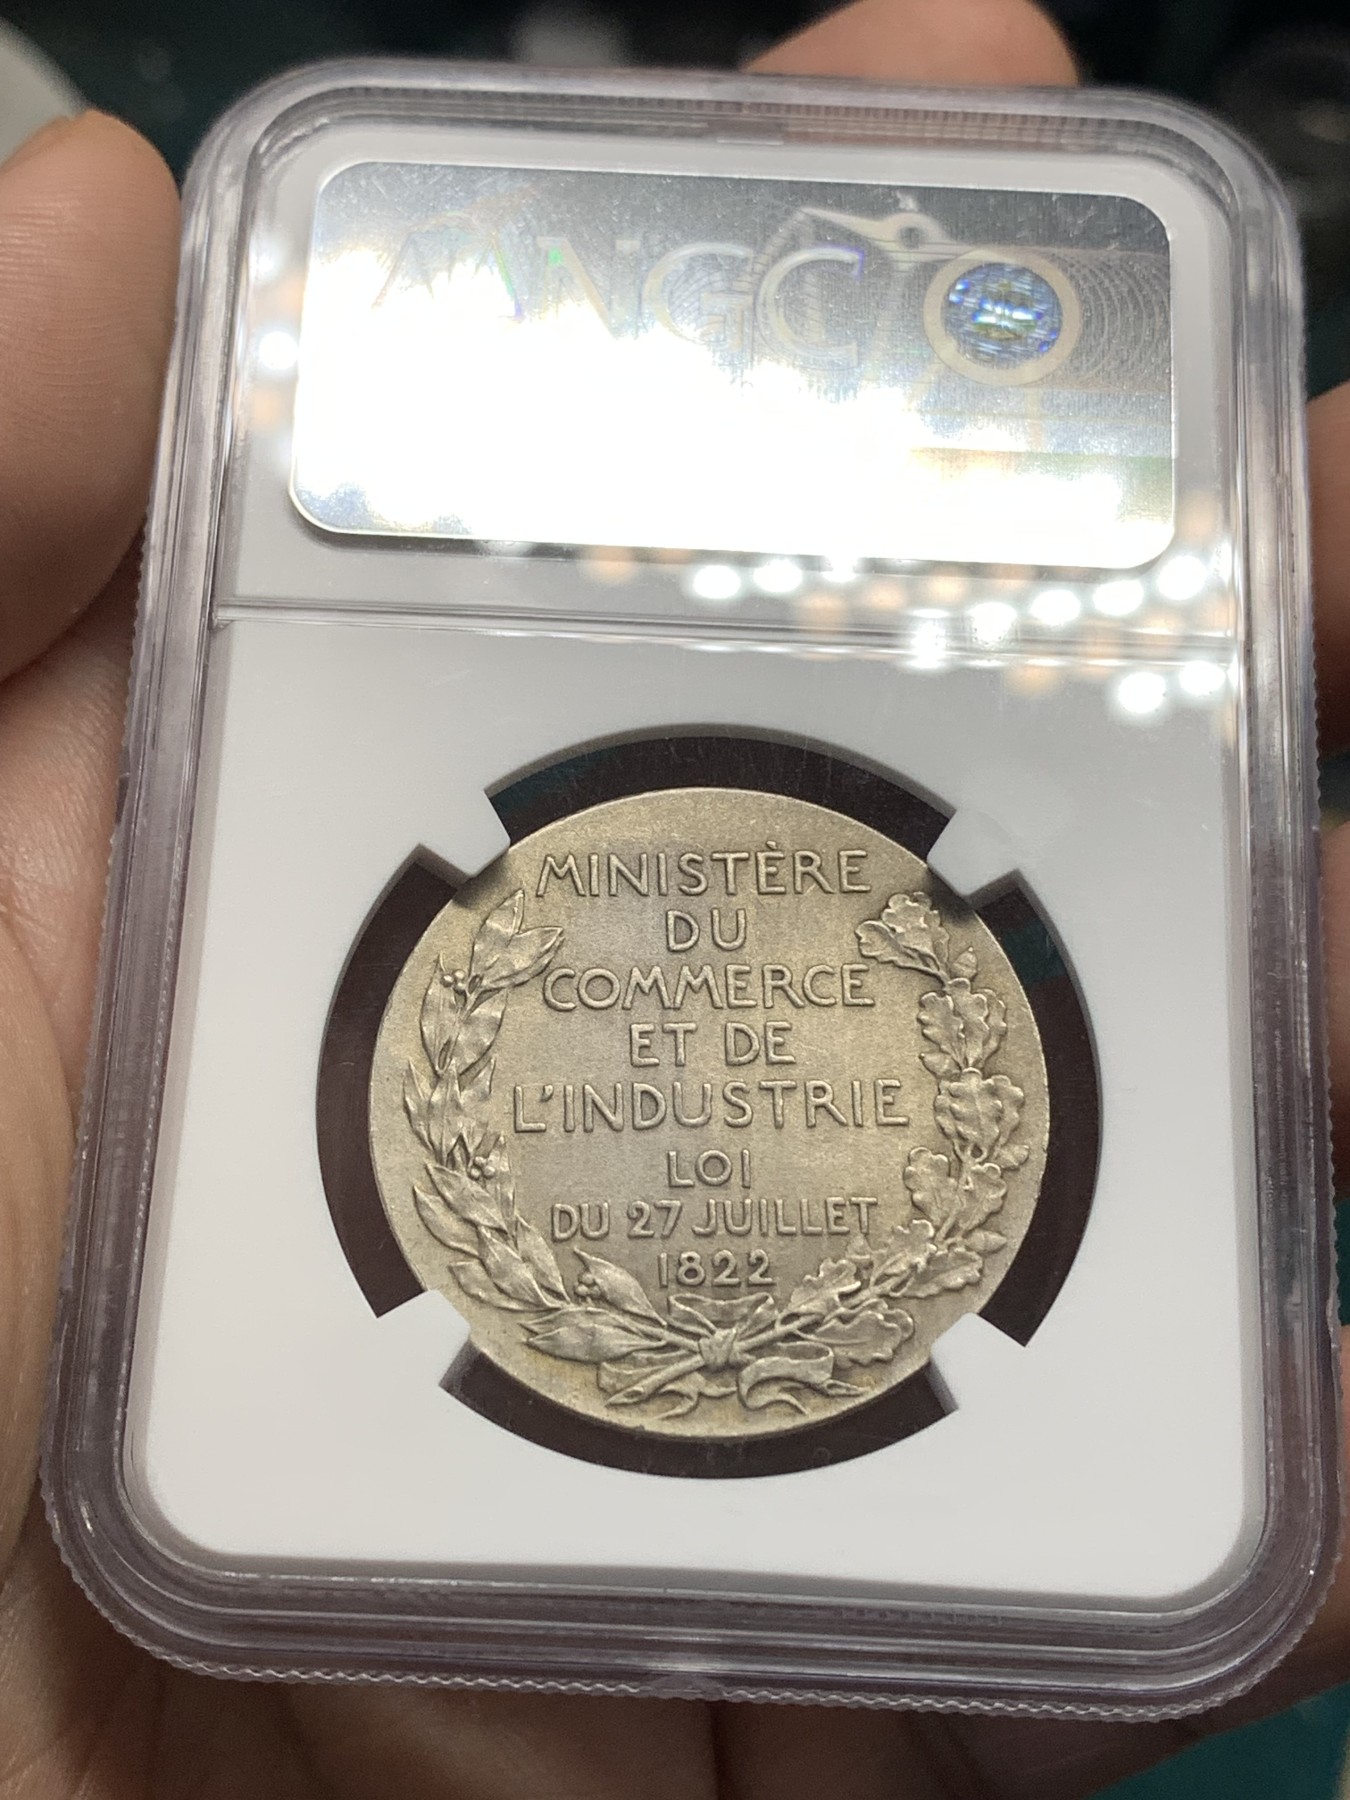 NGC
MINISTÈRE
DU
COMMERCE
ET DE
L'INDUSTRIE
LOI
DU 27 JUILLET
1822